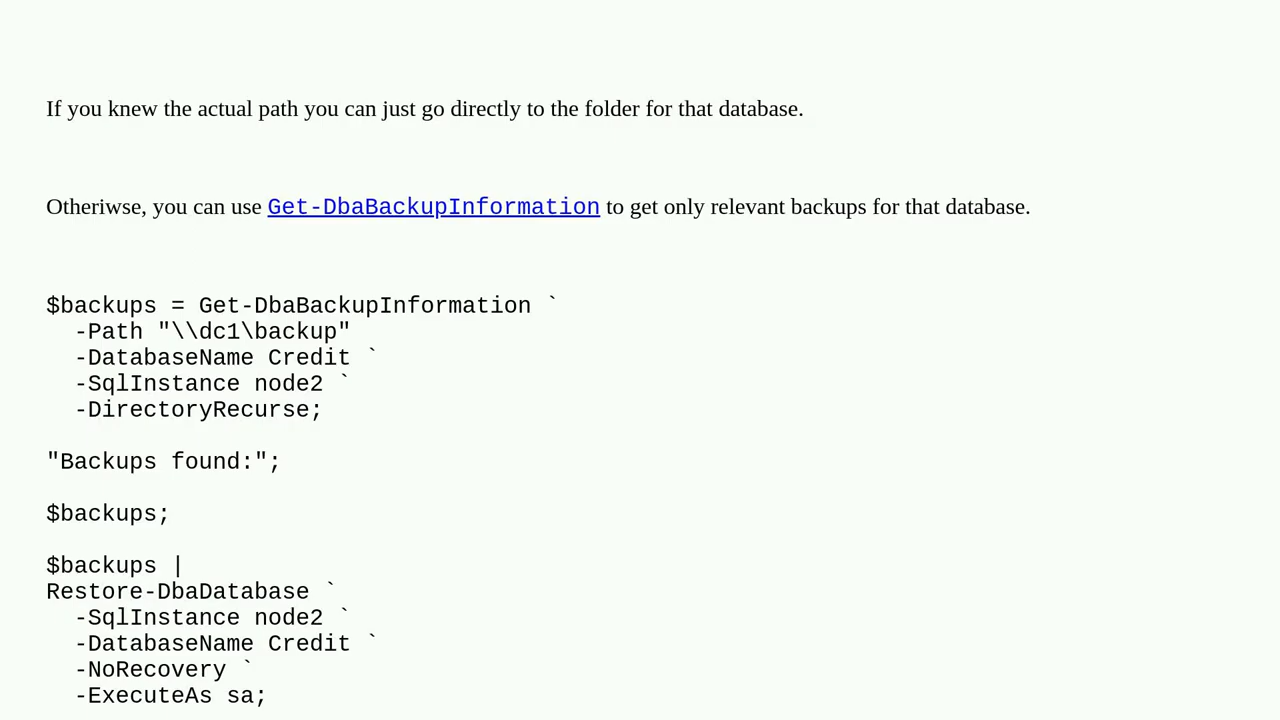 If you knew the actual path you can just go directly to the folder for that database.
Otheriwse, you can use Get-DbaBackupInformation to get only relevant backups for that database.
$backups = Get-DbaBackupInformation `
  -Path "\\dc1\backup"
  -DatabaseName Credit `
  -SqlInstance node2 `
  -DirectoryRecurse;
"Backups found:";
$backups;
$backups |
Restore-DbaDatabase `
  -SqlInstance node2 `
  -DatabaseName Credit `
  -NoRecovery `
  -ExecuteAs sa;